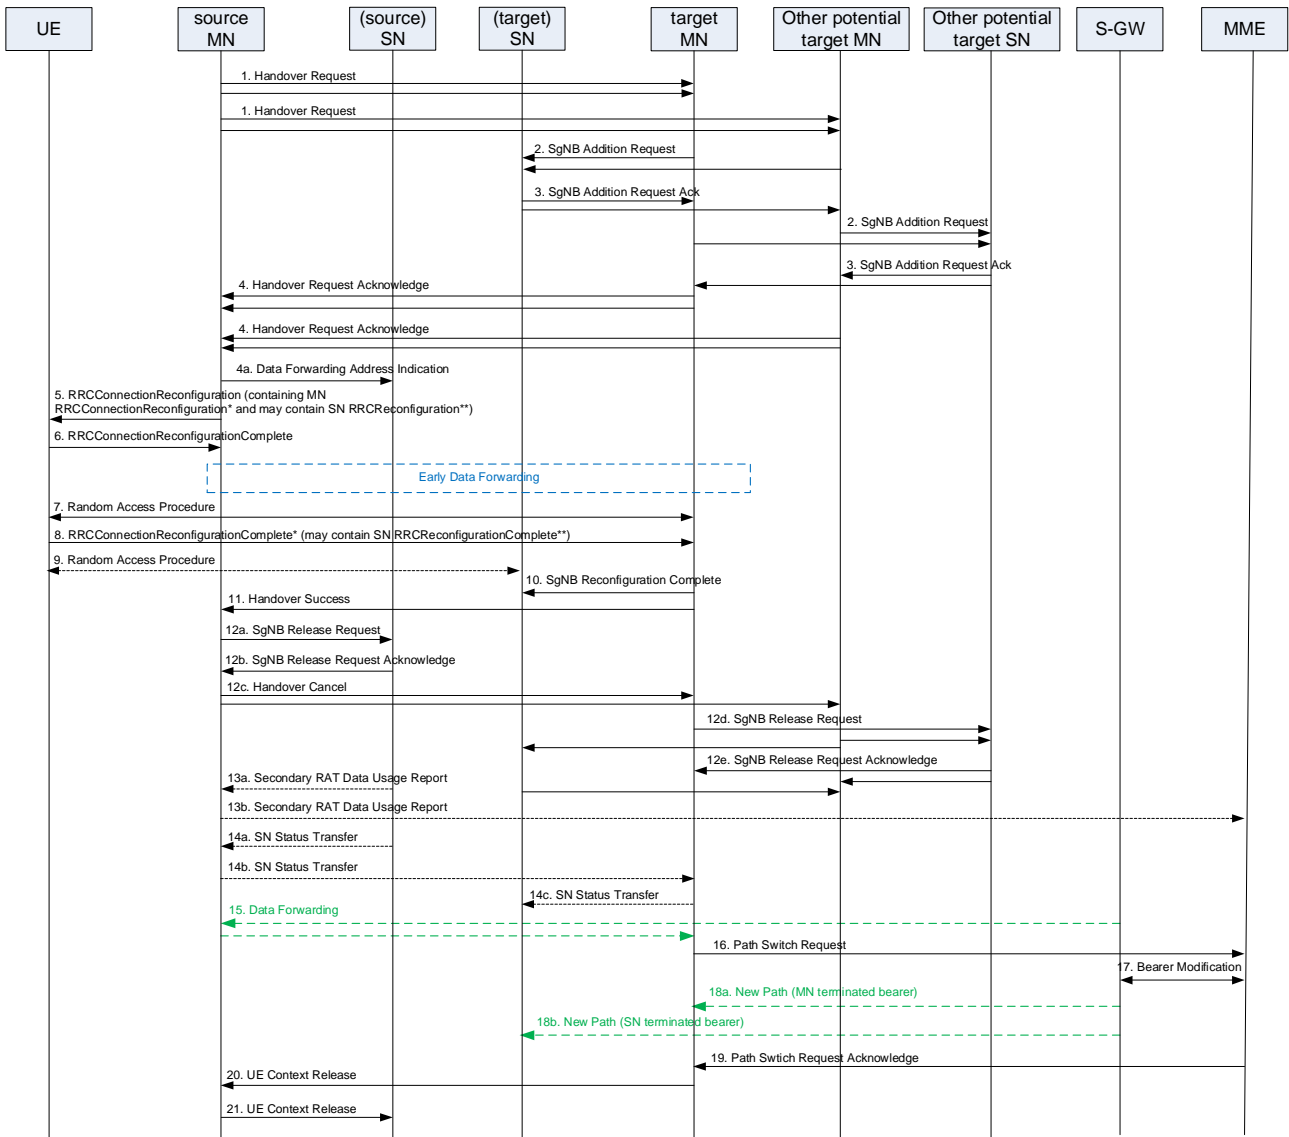 UE
source
MN
(source)
SN
(target)
SN
target
MN
Other potential
target MN
Other potential
target SN
S-GW
MME
1. Handover Request
1. Handover Request
2. SgNB Addition Request
3. SgNB Addition Request Ack
2. SgNB Addition Request
3. SgNB Addition Request Ack
4. Handover Request Acknowledge
4. Handover Request Acknowledge
4a. Data Forwarding Address Indication
5. RRCConnectionReconfiguration (containing MN
RRCConnectionReconfiguration* and may contain SN RRCReconfiguration**)
6. RRCConnectionReconfigurationComplete
Early Data Forwarding
7. Random Access Procedure
8. RRCConnectionReconfigurationComplete* (may contain SN RRCReconfigurationComplete**)
9. Random Access Procedure
10. SgNB Reconfiguration Complete
11. Handover Success
12a. SgNB Release Request
12b. SgNB Release Request Acknowledge
12c. Handover Cancel
12d. SgNB Release Request
12e. SgNB Release Request Acknowledge
13a. Secondary RAT Data Usage Report
13b. Secondary RAT Data Usage Report
14a. SN Status Transfer
14b. SN Status Transfer
14c. SN Status Transfer
15. Data Forwarding
16. Path Switch Request
17. Bearer Modification
18a. New Path (MN terminated bearer)
18b. New Path (SN terminated bearer)
19. Path Swtich Request Acknowledge
20. UE Context Release
21. UE Context Release